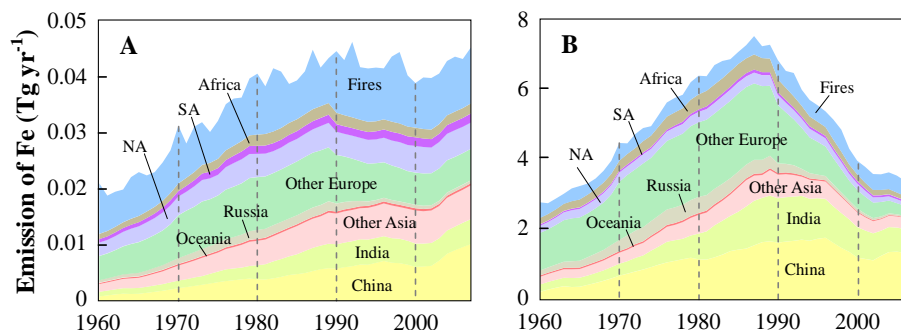 Emission of Fe (Tg yr⁻¹)
0.05
0.04
0.03
0.02
0.01
0
A
Africa
SA
NA
Fires
Other Europe
Russia
Oceania
Other Asia
India
China
1960 1970 1980 1990 2000
8
6
4
2
0
B
Africa
SA
NA
Fires
Other Europe
Russia
Oceania
Other Asia
India
China
1960 1970 1980 1990 2000